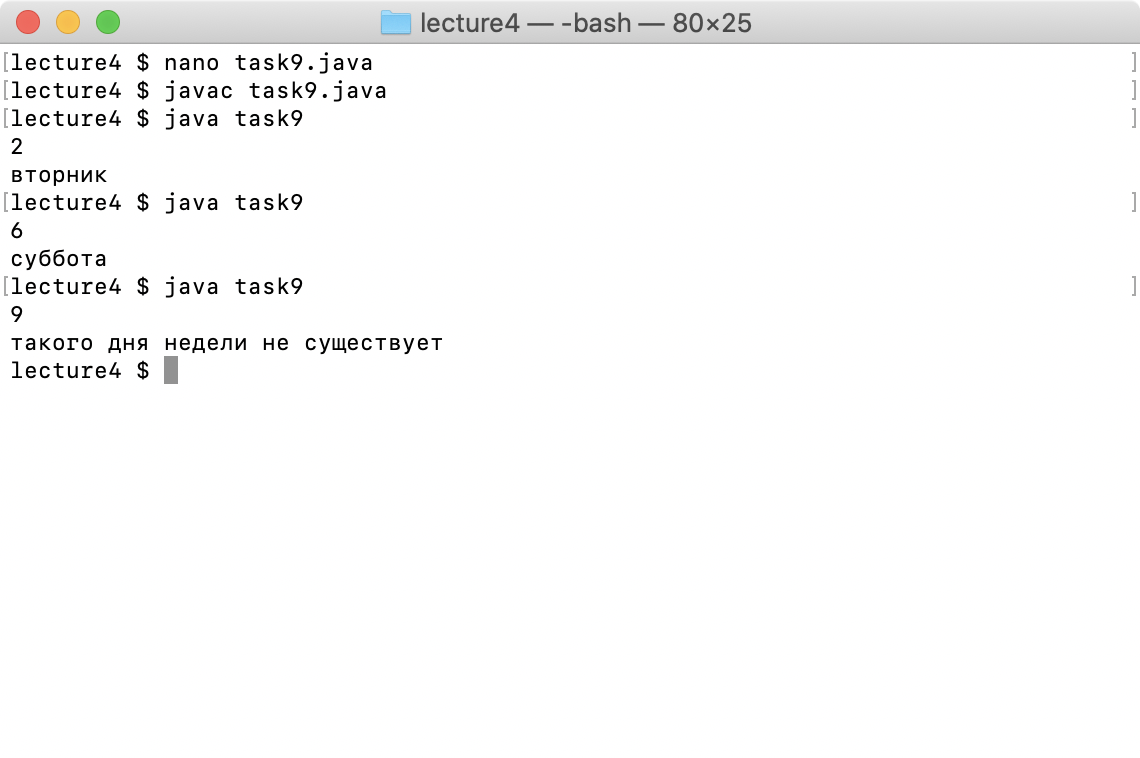 lecture4 — -bash — 80×25
[lecture4 $ nano task9.java ]
[lecture4 $ javac task9.java ]
[lecture4 $ java task9 ]
2
вторник
[lecture4 $ java task9 ]
6
суббота
[lecture4 $ java task9 ]
9
такого дня недели не существует
lecture4 $